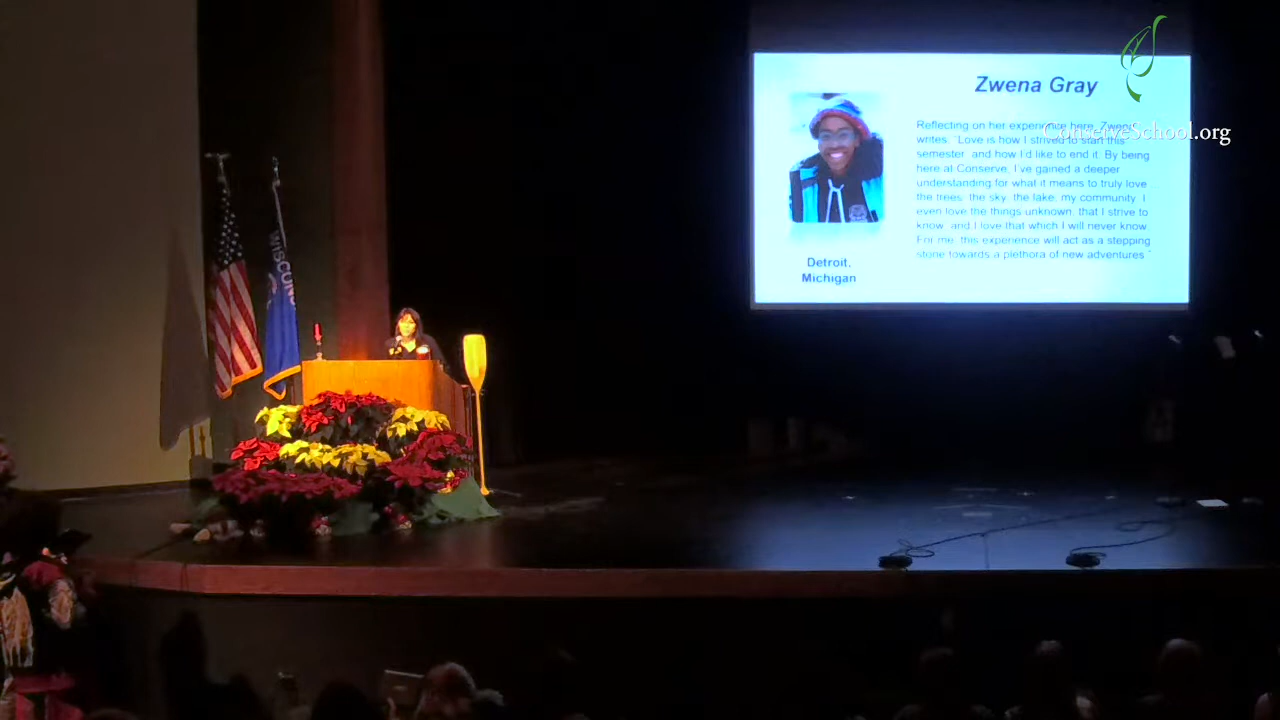 Zwena Gray
Reflecting on her experience here, Zwena
ConserveSchool.org
writes: "Love is how I strived to start this
semester, and how I'd like to end it. By being
here at Conserve, I've gained a deeper
understanding for what it means to truly love
the trees, the sky, the lake, my community. I
even love the things unknown, that I strive to
know, and I love that which I will never know.
For me, this experience will act as a stepping
stone towards a plethora of new adventures."
Detroit,
Michigan
WISCONSIN